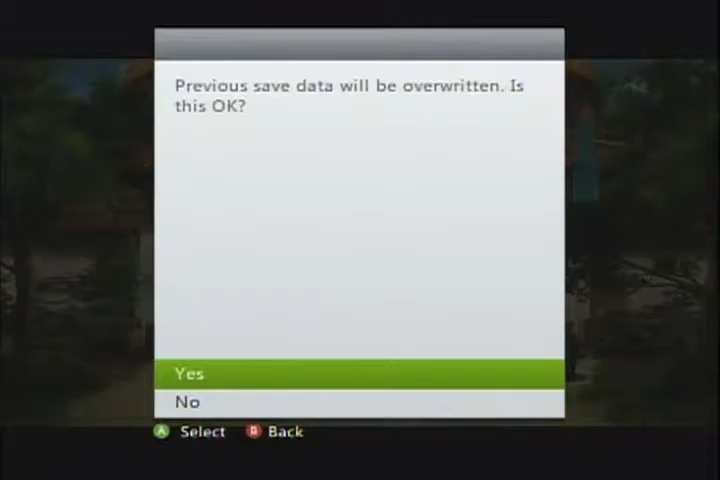 Previous save data will be overwritten. Is
this OK?
Yes
No
A Select B Back